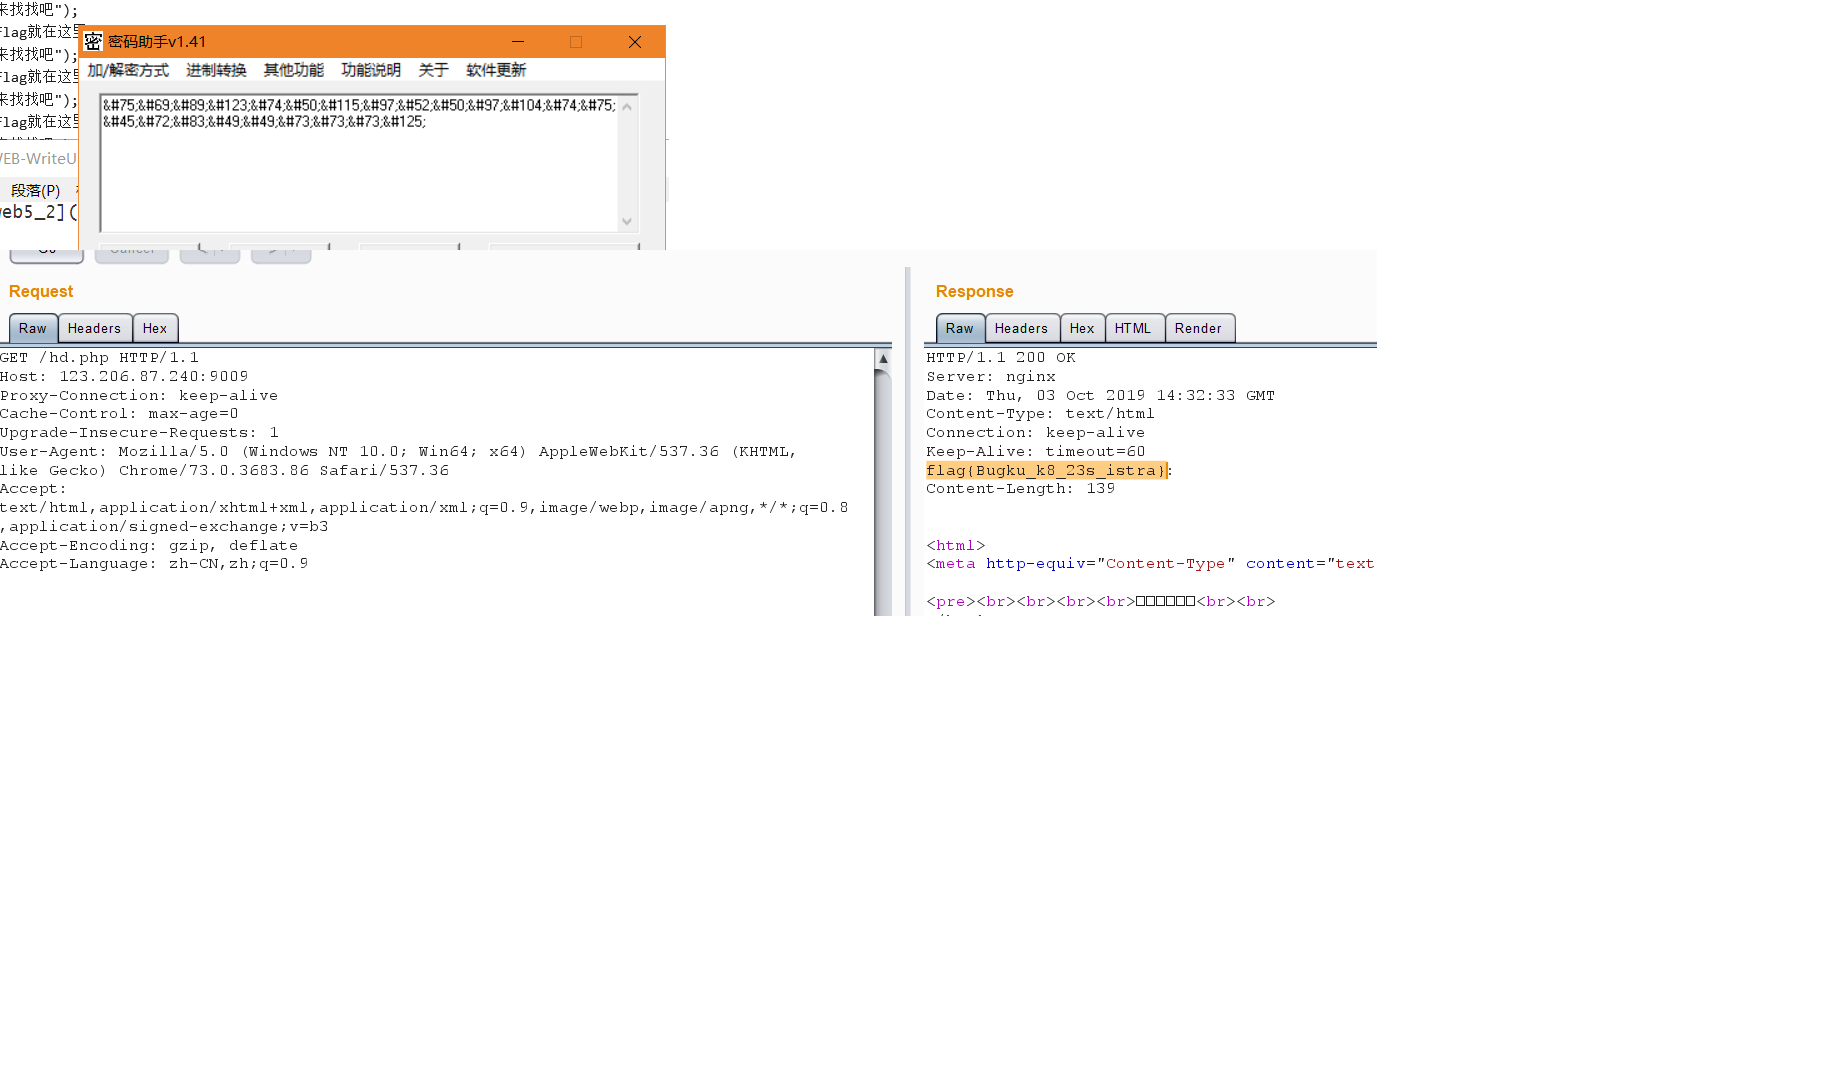 来找找吧");
flag就在这里
来找找吧");
flag就在这里
来找找吧");
flag就在这里
密 密码助手v1.41
加/解密方式 进制转换 其他功能 功能说明 关于 软件更新
&#75;&#69;&#89;&#123;&#74;&#50;&#115;&#97;&#52;&#50;&#97;&#104;&#74;&#75;
&#45;&#72;&#83;&#49;&#49;&#73;&#73;&#73;&#125;
WEB-WriteU
段落(P)
web5_2](
Go Cancel < >
Request
Raw Headers Hex
GET /hd.php HTTP/1.1
Host: 123.206.87.240:9009
Proxy-Connection: keep-alive
Cache-Control: max-age=0
Upgrade-Insecure-Requests: 1
User-Agent: Mozilla/5.0 (Windows NT 10.0; Win64; x64) AppleWebKit/537.36 (KHTML,
like Gecko) Chrome/73.0.3683.86 Safari/537.36
Accept:
text/html,application/xhtml+xml,application/xml;q=0.9,image/webp,image/apng,*/*;q=0.8
,application/signed-exchange;v=b3
Accept-Encoding: gzip, deflate
Accept-Language: zh-CN,zh;q=0.9
Response
Raw Headers Hex HTML Render
HTTP/1.1 200 OK
Server: nginx
Date: Thu, 03 Oct 2019 14:32:33 GMT
Content-Type: text/html
Connection: keep-alive
Keep-Alive: timeout=60
flag{Bugku_k8_23s_istra}:
Content-Length: 139
<html>
<meta http-equiv="Content-Type" content="text
<pre><br><br><br><br>□□□□□□<br><br>